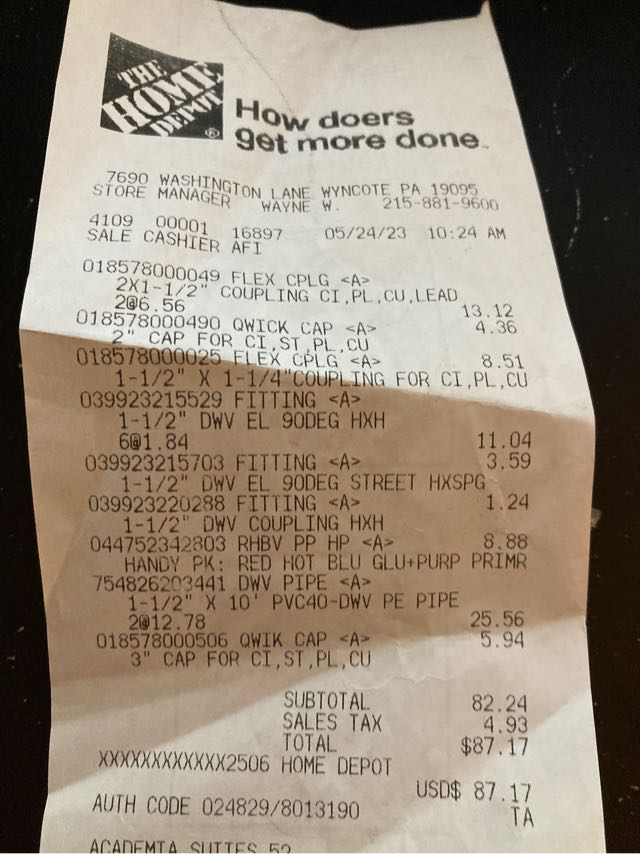 THE
HOME
DEPOT®
How doers
get more done.
7690 WASHINGTON LANE WYNCOTE PA 19095
STORE MANAGER WAYNE W. 215-881-9600
4109 00001 16897 05/24/23 10:24 AM
SALE CASHIER AFI
018578000049 FLEX CPLG <A>
2X1-1/2" COUPLING CI,PL,CU,LEAD
2@6.56 13.12
018578000490 QWICK CAP <A> 4.36
2" CAP FOR CI,ST,PL,CU
018578000025 FLEX CPLG <A> 8.51
1-1/2" X 1-1/4"COUPLING FOR CI,PL,CU
039923215529 FITTING <A>
1-1/2" DWV EL 90DEG HXH
6@1.84 11.04
039923215703 FITTING <A> 3.59
1-1/2" DWV EL 90DEG STREET HXSPG
039923220288 FITTING <A> 1.24
1-1/2" DWV COUPLING HXH
044752342803 RHBV PP HP <A> 8.88
HANDY PK: RED HOT BLU GLU+PURP PRIMR
754826203441 DWV PIPE <A>
1-1/2" X 10' PVC40-DWV PE PIPE
2@12.78 25.56
018578000506 QWIK CAP <A> 5.94
3" CAP FOR CI,ST,PL,CU
SUBTOTAL 82.24
SALES TAX 4.93
TOTAL $87.17
XXXXXXXXXXXX2506 HOME DEPOT
USD$ 87.17
AUTH CODE 024829/8013190 TA
ACADEMIA SUITES 52